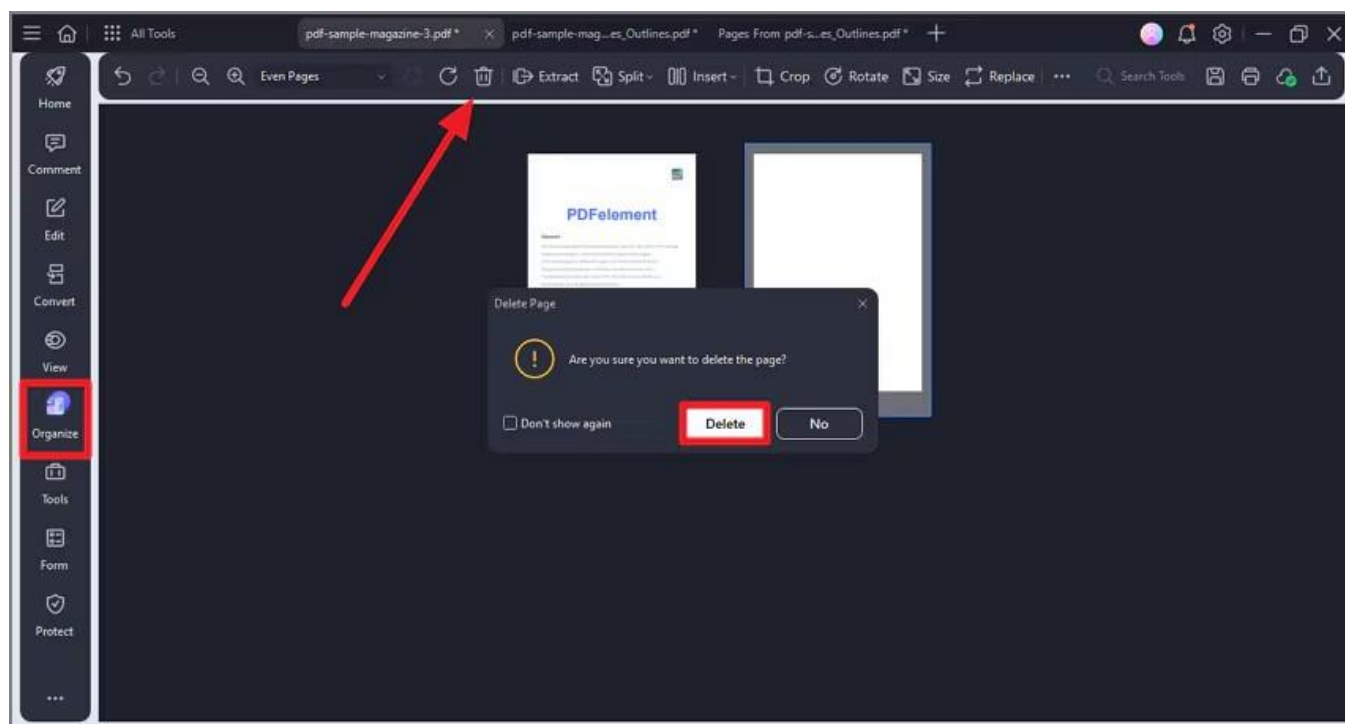 All Tools
pdf-sample-magazine-3.pdf *
pdf-sample-mag...es_Outlines.pdf *
Pages From pdf-s...es_Outlines.pdf *
Home
Even Pages
Extract
Split
Insert
Crop
Rotate
Size
Replace
Search Tools
Comment
Edit
Convert
View
Organize
Tools
Form
Protect
PDFelement
Delete Page
Are you sure you want to delete the page?
Don't show again
Delete
No